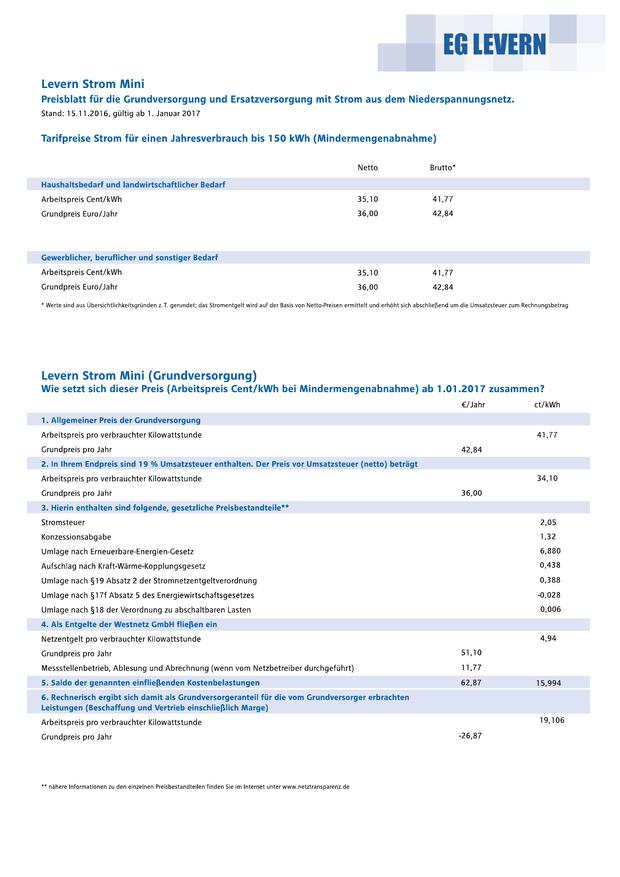 EG LEVERN
Levern Strom Mini
Preisblatt für die Grundversorgung und Ersatzversorgung mit Strom aus dem Niederspannungsnetz.
Stand: 15.11.2016, gültig ab 1. Januar 2017
Tarifpreise Strom für einen Jahresverbrauch bis 150 kWh (Mindermengenabnahme)
Netto Brutto*
Haushaltsbedarf und landwirtschaftlicher Bedarf
Arbeitspreis Cent/kWh 35,10 41,77
Grundpreis Euro/Jahr 36,00 42,84
Gewerblicher, beruflicher und sonstiger Bedarf
Arbeitspreis Cent/kWh 35,10 41,77
Grundpreis Euro/Jahr 36,00 42,84
* Werte sind aus Übersichtlichkeitsgründen z.T. gerundet; das Stromentgelt wird auf der Basis von Netto-Preisen ermittelt und erhöht sich abschließend um die Umsatzsteuer zum Rechnungsbetrag
Levern Strom Mini (Grundversorgung)
Wie setzt sich dieser Preis (Arbeitspreis Cent/kWh bei Mindermengenabnahme) ab 1.01.2017 zusammen?
€/Jahr ct/kWh
1. Allgemeiner Preis der Grundversorgung
Arbeitspreis pro verbrauchter Kilowattstunde 41,77
Grundpreis pro Jahr 42,84
2. In Ihrem Endpreis sind 19 % Umsatzsteuer enthalten. Der Preis vor Umsatzsteuer (netto) beträgt
Arbeitspreis pro verbrauchter Kilowattstunde 34,10
Grundpreis pro Jahr 36,00
3. Hierin enthalten sind folgende, gesetzliche Preisbestandteile**
Stromsteuer 2,05
Konzessionsabgabe 1,32
Umlage nach Erneuerbare-Energien-Gesetz 6,880
Aufschlag nach Kraft-Wärme-Kopplungsgesetz 0,438
Umlage nach §19 Absatz 2 der Stromnetzentgeltverordnung 0,388
Umlage nach §17f Absatz 5 des Energiewirtschaftsgesetzes -0,028
Umlage nach §18 der Verordnung zu abschaltbaren Lasten 0,006
4. Als Entgelte der Westnetz GmbH fließen ein
Netzentgelt pro verbrauchter Kilowattstunde 4,94
Grundpreis pro Jahr 51,10
Messstellenbetrieb, Ablesung und Abrechnung (wenn vom Netzbetreiber durchgeführt) 11,77
5. Saldo der genannten einfließenden Kostenbelastungen 62,87 15,994
6. Rechnerisch ergibt sich damit als Grundversorgeranteil für die vom Grundversorger erbrachten
Leistungen (Beschaffung und Vertrieb einschließlich Marge)
Arbeitspreis pro verbrauchter Kilowattstunde 19,106
Grundpreis pro Jahr -26,87
** nähere Informationen zu den einzelnen Preisbestandteilen finden Sie im Internet unter www.netztransparenz.de